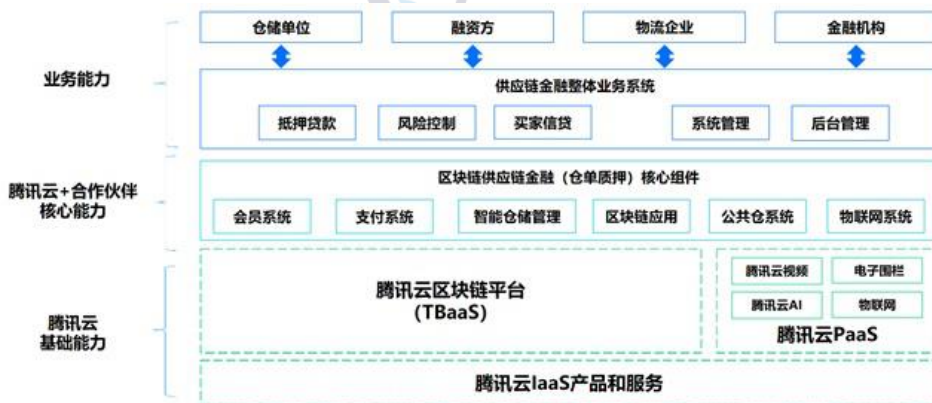 仓储单位
融资方
物流企业
金融机构
业务能力
供应链金融整体业务系统
抵押贷款
风险控制
买家信贷
系统管理
后台管理
腾讯云+合作伙伴
核心能力
区块链供应链金融（仓单质押）核心组件
会员系统
支付系统
智能仓储管理
区块链应用
公共仓系统
物联网系统
腾讯云
基础能力
腾讯云区块链平台
(TBaaS)
腾讯云视频
电子围栏
腾讯云AI
物联网
腾讯云PaaS
腾讯云IaaS产品和服务